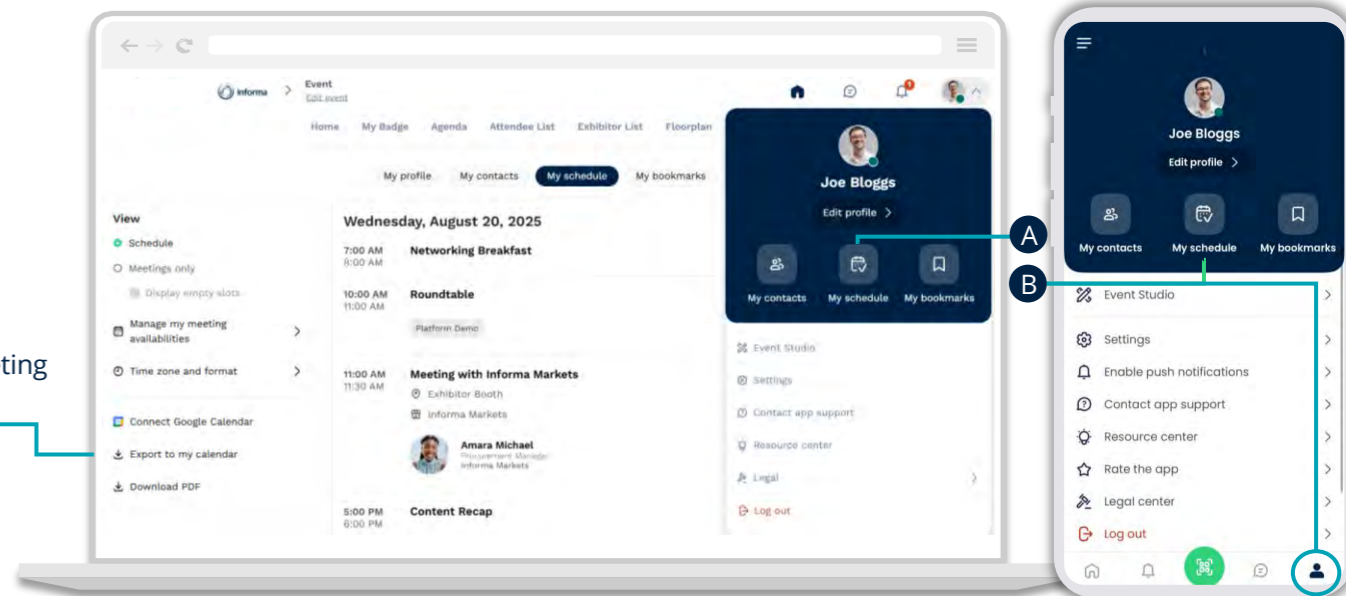 eting
informa
Event
Edit event
Home My Badge Agenda Attendee List Exhibitor List Floorplan
My profile My contacts My schedule My bookmarks
View
Schedule
Meetings only
Display empty slots
Manage my meeting
availabilities
Time zone and format
Connect Google Calendar
Export to my calendar
Download PDF
Wednesday, August 20, 2025
7:00 AM Networking Breakfast
8:00 AM
10:00 AM Roundtable
11:00 AM
Platform Demo
11:00 AM Meeting with Informa Markets
11:30 AM
Exhibitor Booth
Informa Markets
Amara Michael
Procurement Manager
Informa Markets
5:00 PM Content Recap
6:00 PM
1
Joe Bloggs
Edit profile
My contacts My schedule My bookmarks
Event Studio
Settings
Contact app support
Resource center
Legal
Log out
A
B
Joe Bloggs
Edit profile
My contacts My schedule My bookmarks
Event Studio
Settings
Enable push notifications
Contact app support
Resource center
Rate the app
Legal center
Log out